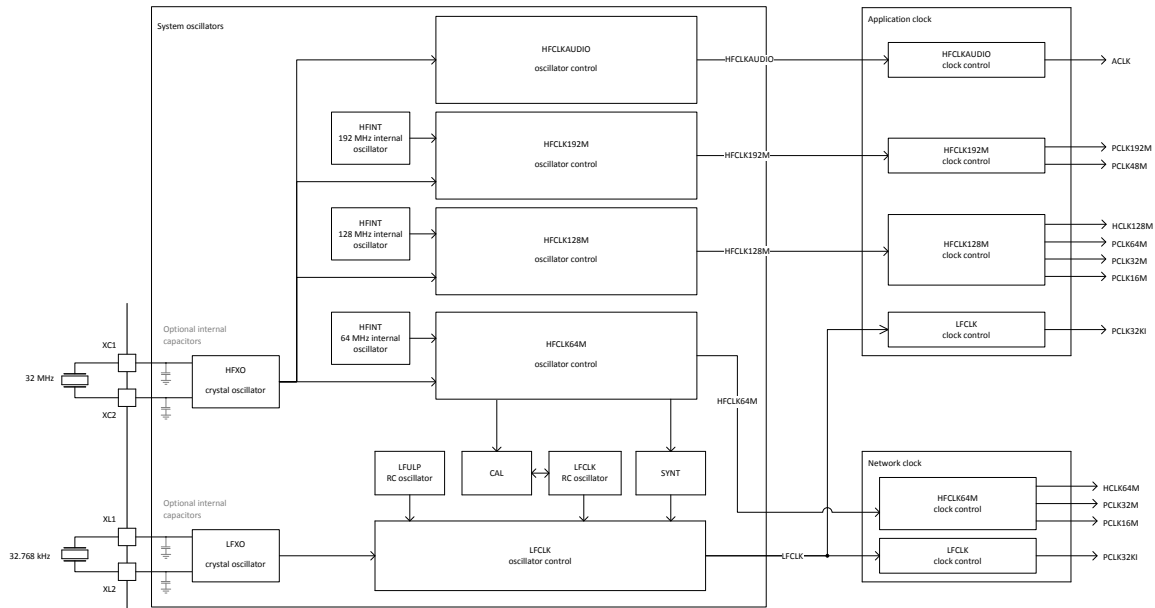 System oscillators
Application clock
HFCLKAUDIO
oscillator control
HFCLKAUDIO
HFCLKAUDIO
clock control
ACLK
HFINT
192 MHz internal
oscillator
HFCLK192M
oscillator control
HFCLK192M
HFCLK192M
clock control
PCLK192M
PCLK48M
HFINT
128 MHz internal
oscillator
HFCLK128M
oscillator control
HFCLK128M
HFCLK128M
clock control
HCLK128M
PCLK64M
PCLK32M
PCLK16M
HFINT
64 MHz internal
oscillator
HFCLK64M
oscillator control
LFCLK
clock control
PCLK32KI
Optional internal
capacitors
XC1
32 MHz
XC2
HFXO
crystal oscillator
HFCLK64M
LFULP
RC oscillator
CAL
LFCLK
RC oscillator
SYNT
Network clock
HFCLK64M
clock control
HCLK64M
PCLK32M
PCLK16M
Optional internal
capacitors
XL1
32.768 kHz
XL2
LFXO
crystal oscillator
LFCLK
oscillator control
LFCLK
LFCLK
clock control
PCLK32KI